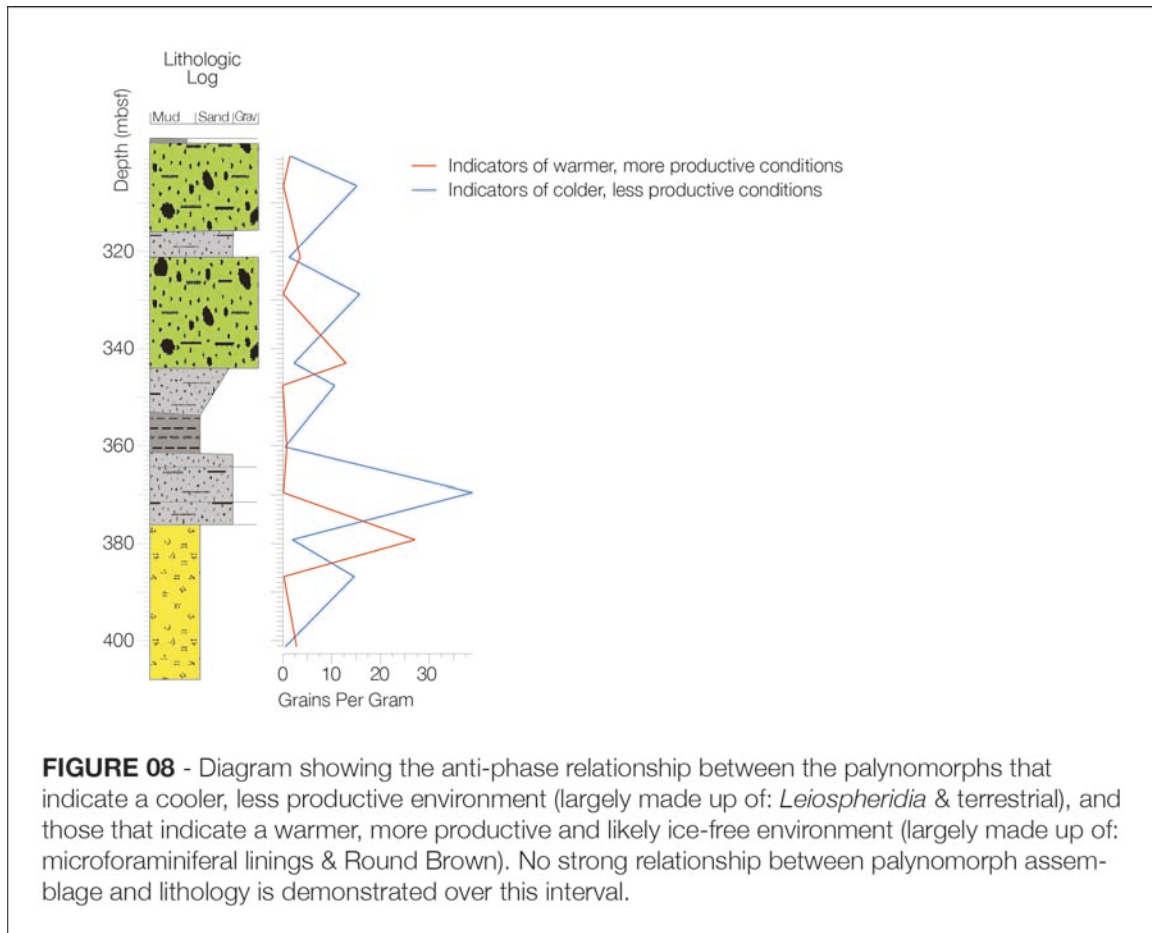 Lithologic
Log
Depth (mbsf)
Mud Sand Grav
Indicators of warmer, more productive conditions
Indicators of colder, less productive conditions
320
340
360
380
400
0 10 20 30
Grains Per Gram
FIGURE 08 - Diagram showing the anti-phase relationship between the palynomorphs that
indicate a cooler, less productive environment (largely made up of: Leiospheridia & terrestrial), and
those that indicate a warmer, more productive and likely ice-free environment (largely made up of:
microforaminiferal linings & Round Brown). No strong relationship between palynomorph assem-
blage and lithology is demonstrated over this interval.